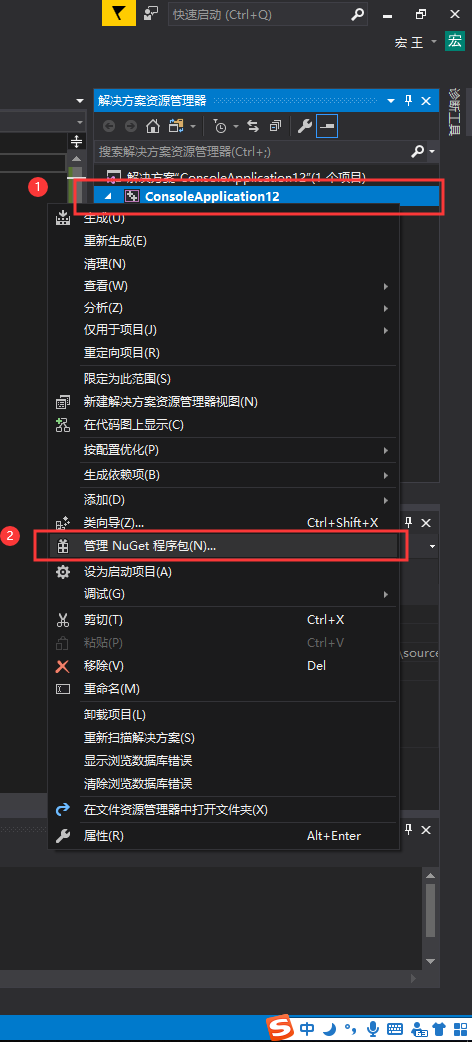 快速启动 (Ctrl+Q)
宏 王
宏
诊断工具
解决方案资源管理器
搜索解决方案资源管理器(Ctrl+;)
解决方案"ConsoleApplication12"(1 个项目)
1
ConsoleApplication12
生成(U)
重新生成(E)
清理(N)
查看(W)
分析(Z)
仅用于项目(J)
重定向项目(R)
限定为此范围(S)
新建解决方案资源管理器视图(N)
在代码图上显示(C)
按配置优化(P)
生成依赖项(B)
添加(D)
类向导(Z)... Ctrl+Shift+X
2
管理 NuGet 程序包(N)...
设为启动项目(A)
调试(G)
剪切(T) Ctrl+X
粘贴(P) Ctrl+V
移除(V) Del
\source
重命名(M)
卸载项目(L)
重新扫描解决方案(S)
显示浏览数据库错误
清除浏览数据库错误
在文件资源管理器中打开文件夹(X)
属性(R) Alt+Enter
S 中